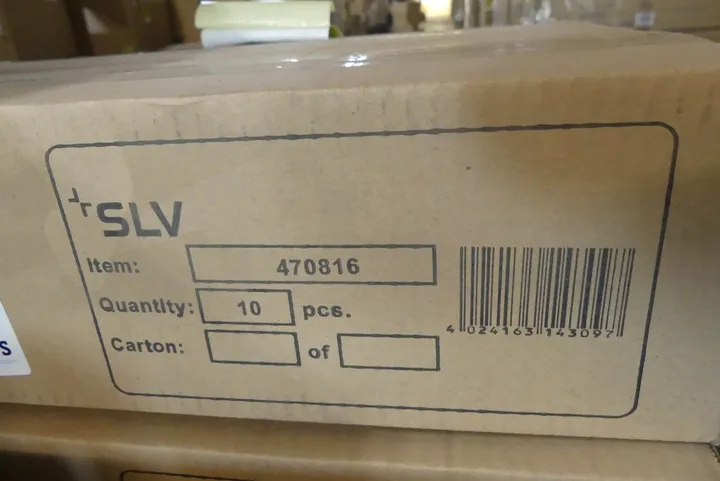 SLV
Item: 470816
Quantity: 10 pcs.
Carton: of
4 024163 143097
S